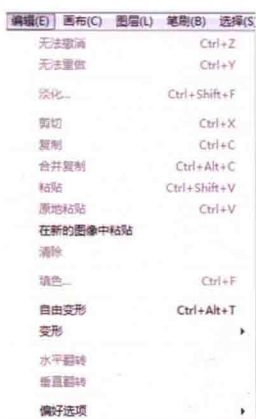 编辑(E) 画布(C) 图层(L) 笔刷(B) 选择(S
无法撤消 Ctrl+Z
无法重做 Ctrl+Y
淡化... Ctrl+Shift+F
剪切 Ctrl+X
复制 Ctrl+C
合并复制 Ctrl+Alt+C
粘贴 Ctrl+Shift+V
原地粘贴 Ctrl+V
在新的图像中粘贴
清除
填色... Ctrl+F
自由变形 Ctrl+Alt+T
变形
水平翻转
垂直翻转
偏好选项